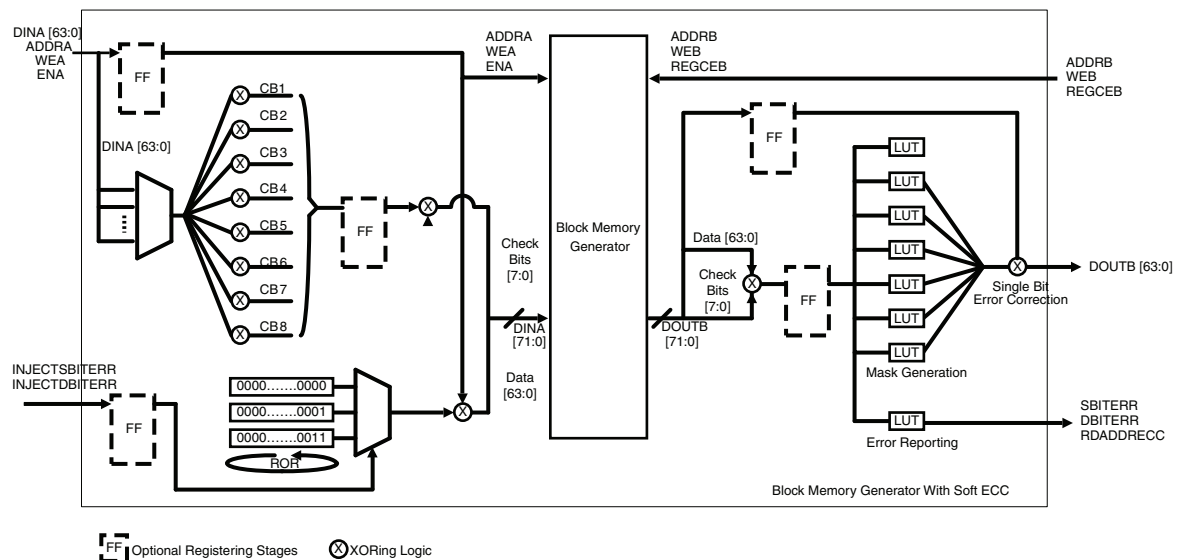 DINA [63:0]
ADDRA
WEA
ENA
FF
DINA [63:0]
CB1
CB2
CB3
CB4
CB5
CB6
CB7
CB8
FF
INJECTSBITERR
INJECTDBITERR
FF
0000.......0000
0000.......0001
0000.......0011
ROR
X
X
X
X
X
X
X
X
X
X
ADDRA
WEA
ENA
Check
Bits
[7:0]
DINA
[71:0]
Data
[63:0]
Block Memory
Generator
ADDRB
WEB
REGCEB
ADDRB
WEB
REGCEB
FF
Data [63:0]
Check
Bits
[7:0]
X
FF
DOUTB
[71:0]
LUT
LUT
LUT
LUT
LUT
LUT
LUT
Mask Generation
LUT
Error Reporting
X
Single Bit
Error Correction
DOUTB [63:0]
SBITERR
DBITERR
RDADDRECC
Block Memory Generator With Soft ECC
FF Optional Registering Stages
X XORing Logic